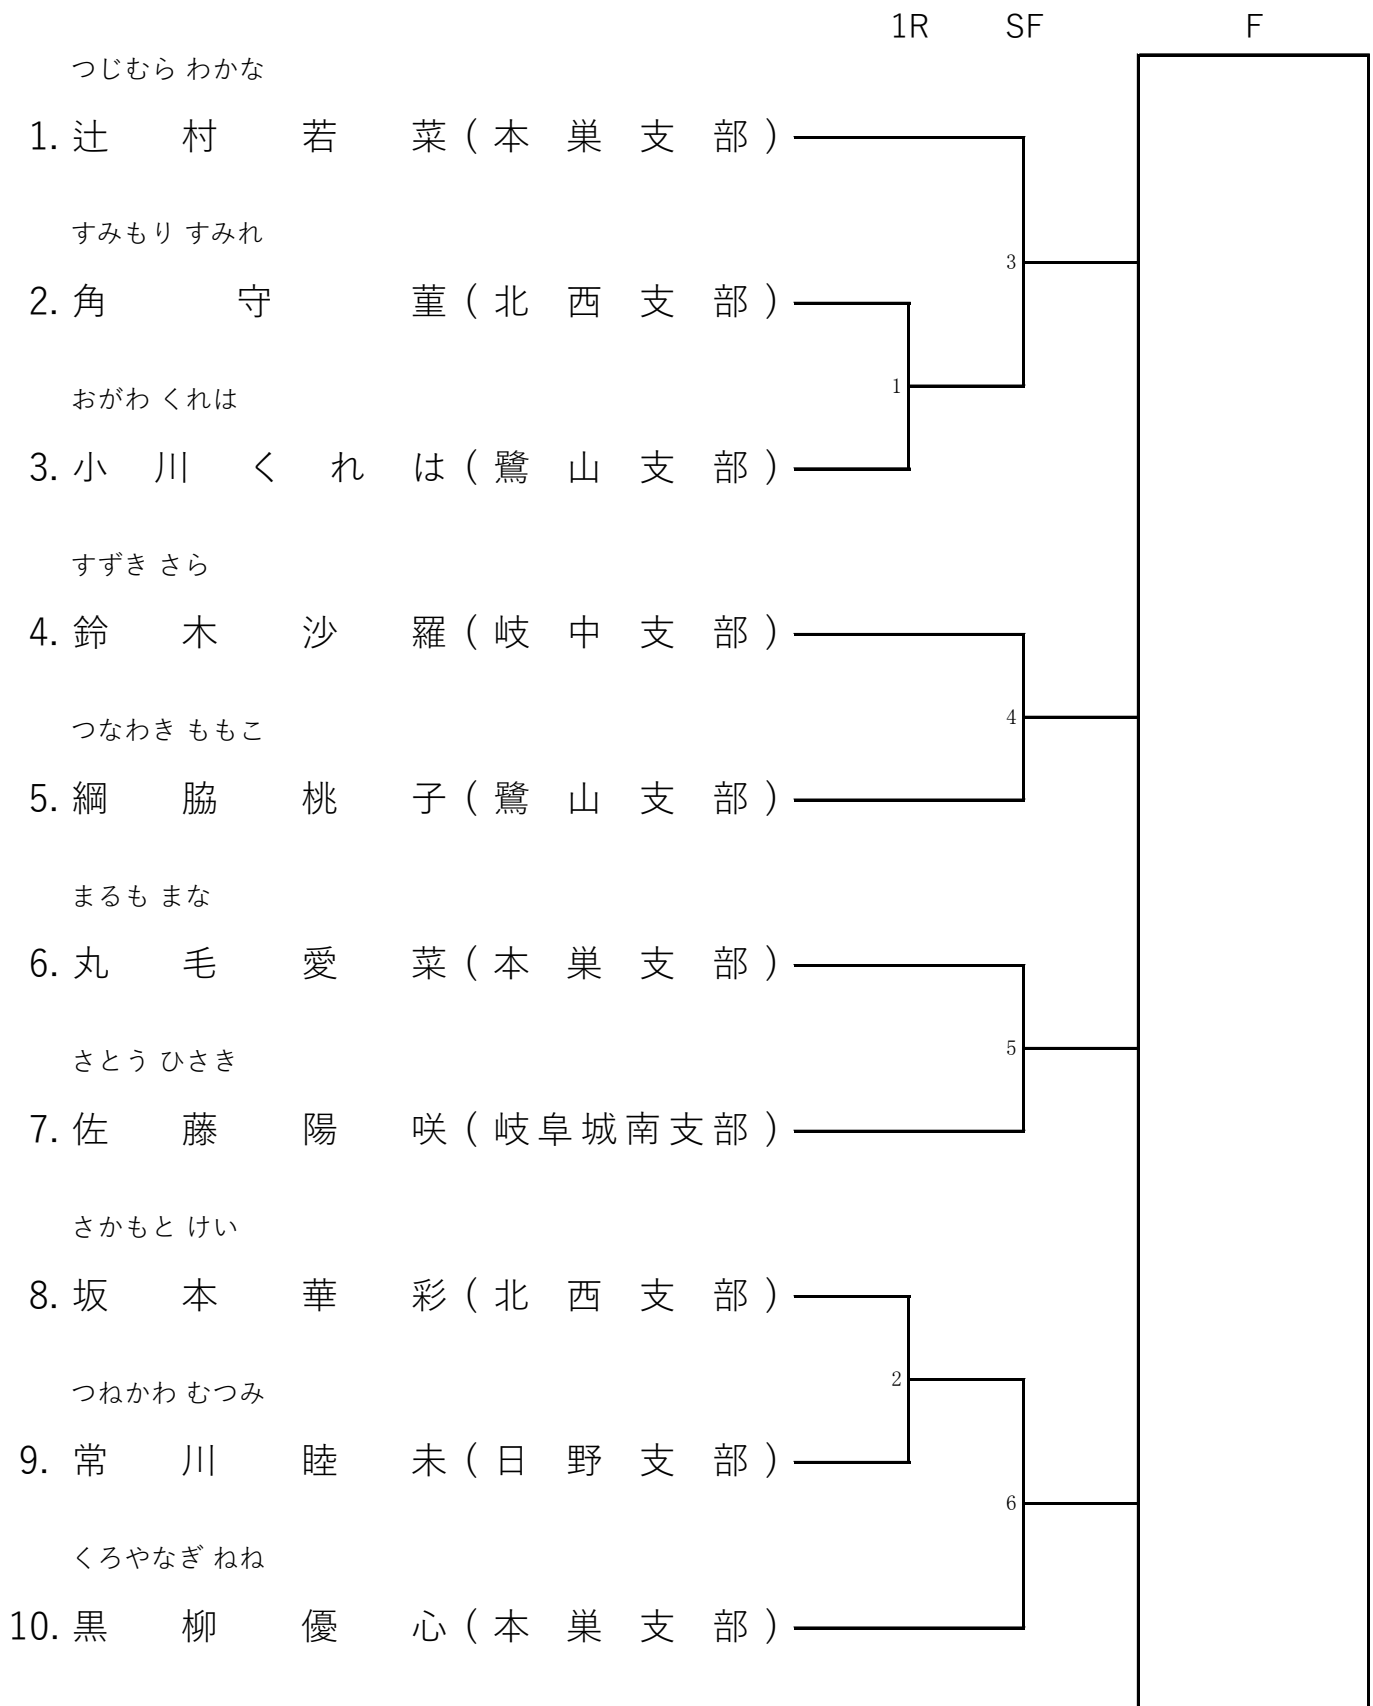 1R SF F
つじむら わかな
1. 辻村若菜(本巣支部)
すみもり すみれ
2. 角守菫(北西支部)
3
おがわ くれは
1
3. 小川くれは(鷺山支部)
すずき さら
4. 鈴木沙羅(岐中支部)
4
つなわき ももこ
5. 綱脇桃子(鷺山支部)
まるも まな
6. 丸毛愛菜(本巣支部)
5
さとう ひさき
7. 佐藤陽咲(岐阜城南支部)
さかもと けい
8. 坂本華彩(北西支部)
2
つねかわ むつみ
9. 常川睦未(日野支部)
6
くろやなぎ ねね
10. 黒柳優心(本巣支部)